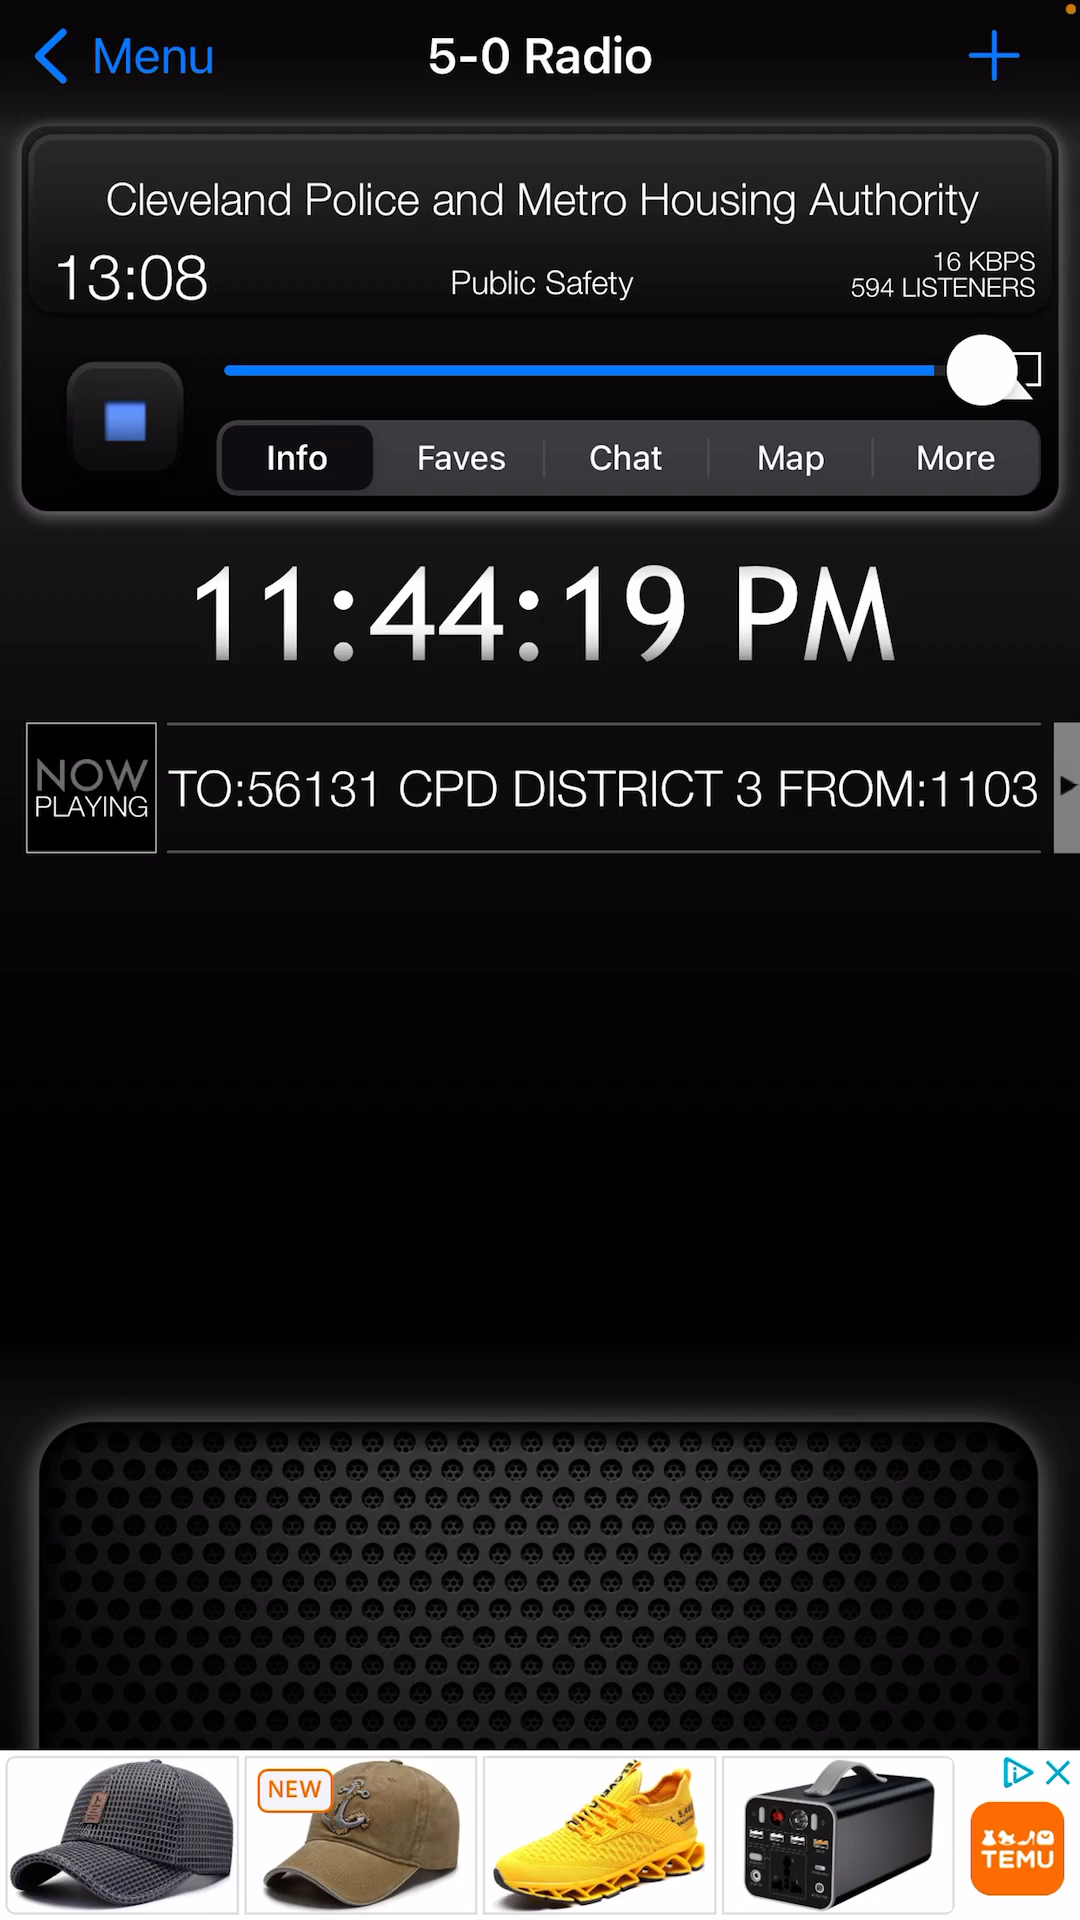 Menu
5-0 Radio
Cleveland Police and Metro Housing Authority
13:08
Public Safety
16 KBPS
594 LISTENERS
Info
Faves
Chat
Map
More
11:44:19 PM
NOW
PLAYING
TO:56131 CPD DISTRICT 3 FROM:1103
NEW
TEMU